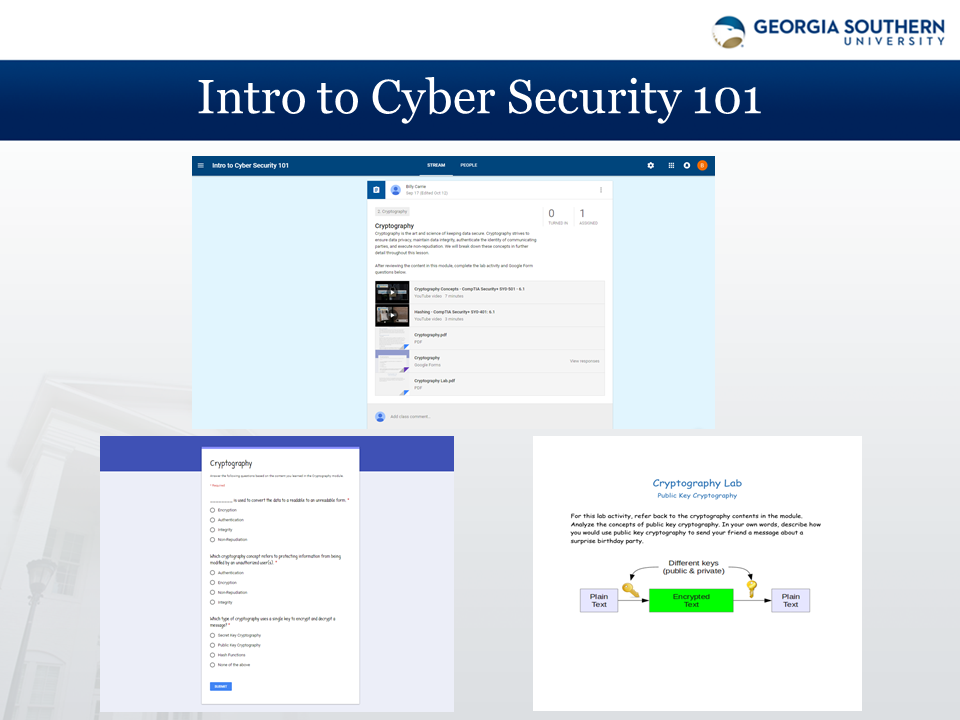 GEORGIA SOUTHERN
UNIVERSITY
Intro to Cyber Security 101
Intro to Cyber Security 101
STREAM
PEOPLE
Billy Carrie
Sep 17 (Edited Oct 12)
2. Cryptography
0
TURNED IN
1
ASSIGNED
Cryptography
Cryptography is the art and science of keeping data secure. Cryptography strives to
ensure data privacy, maintain data integrity, authenticate the identity of communicating
parties, and execute non-repudiation. We will break down these concepts in further
detail throughout this lesson.
After reviewing the content in this module, complete the lab activity and Google Form
questions below.
Cryptography Concepts - CompTIA Security+ SY0-501 - 6.1
YouTube video 7 minutes
Hashing - CompTIA Security+ SY0-401: 6.1
YouTube video 3 minutes
Cryptography.pdf
PDF
Cryptography
Google Forms
View responses
Cryptography Lab.pdf
PDF
Add class comment...
Cryptography
Answer the following questions based on the content you learned in the Cryptography module.
* Required
__________ is used to convert the data to a readable to an unreadable form. *
Encryption
Authentication
Integrity
Non-Repudiation
Which cryptography concept refers to protecting information from being
modified by an unauthorized user(s). *
Authentication
Encryption
Non-Repudiation
Integrity
Which type of cryptography uses a single key to encrypt and decrypt a
message? *
Secret Key Cryptography
Public Key Cryptography
Hash Functions
None of the above
SUBMIT
Cryptography Lab
Public Key Cryptography
For this lab activity, refer back to the cryptography contents in the module.
Analyze the concepts of public key cryptography. In your own words, describe how
you would use public key cryptography to send your friend a message about a
surprise birthday party.
Different keys
(public & private)
Plain
Text
Encrypted
Text
Plain
Text